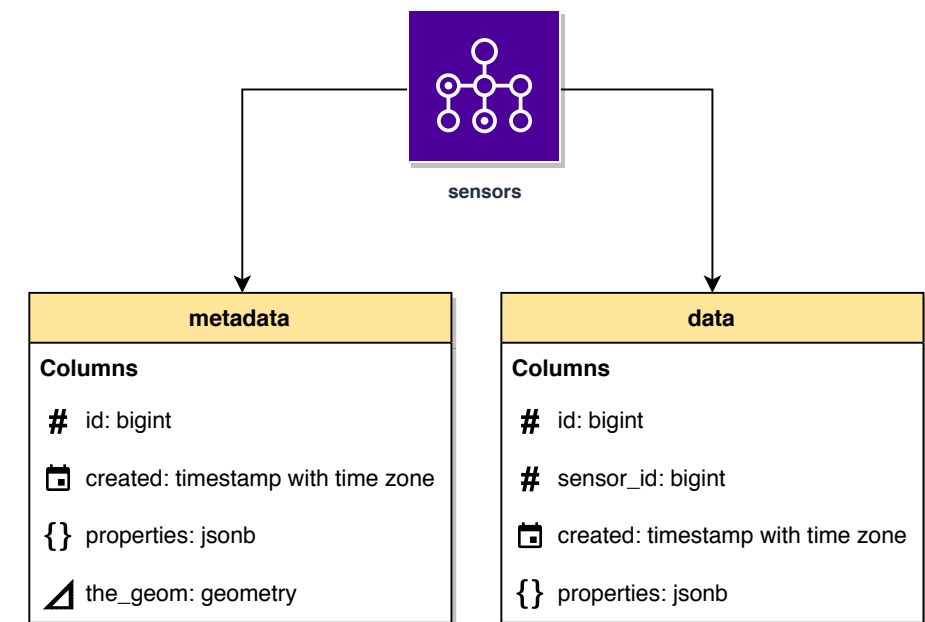 sensors
metadata
Columns
# id: bigint
created: timestamp with time zone
{} properties: jsonb
the_geom: geometry
data
Columns
# id: bigint
# sensor_id: bigint
created: timestamp with time zone
{} properties: jsonb